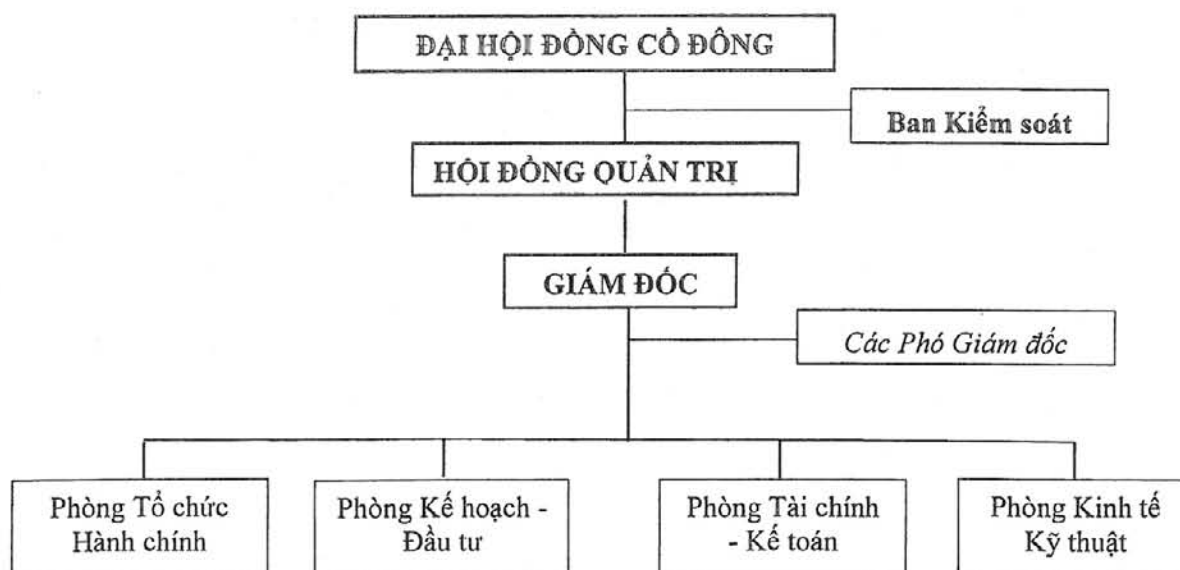 ĐẠI HỘI ĐỒNG CỔ ĐÔNG
Ban Kiểm soát
HỘI ĐỒNG QUẢN TRỊ
GIÁM ĐỐC
Các Phó Giám đốc
Phòng Tổ chức
Hành chính
Phòng Kế hoạch -
Đầu tư
Phòng Tài chính
- Kế toán
Phòng Kinh tế
Kỹ thuật